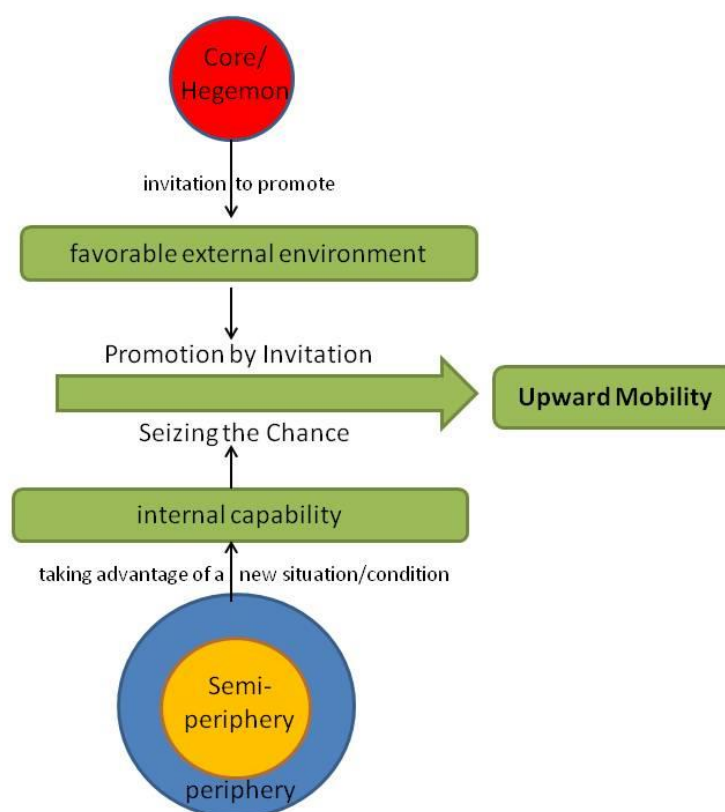 Core/
Hegemon
invitation to promote
favorable external environment
Promotion by Invitation
Upward Mobility
Seizing the Chance
internal capability
taking advantage of a new situation/condition
Semi-
periphery
periphery